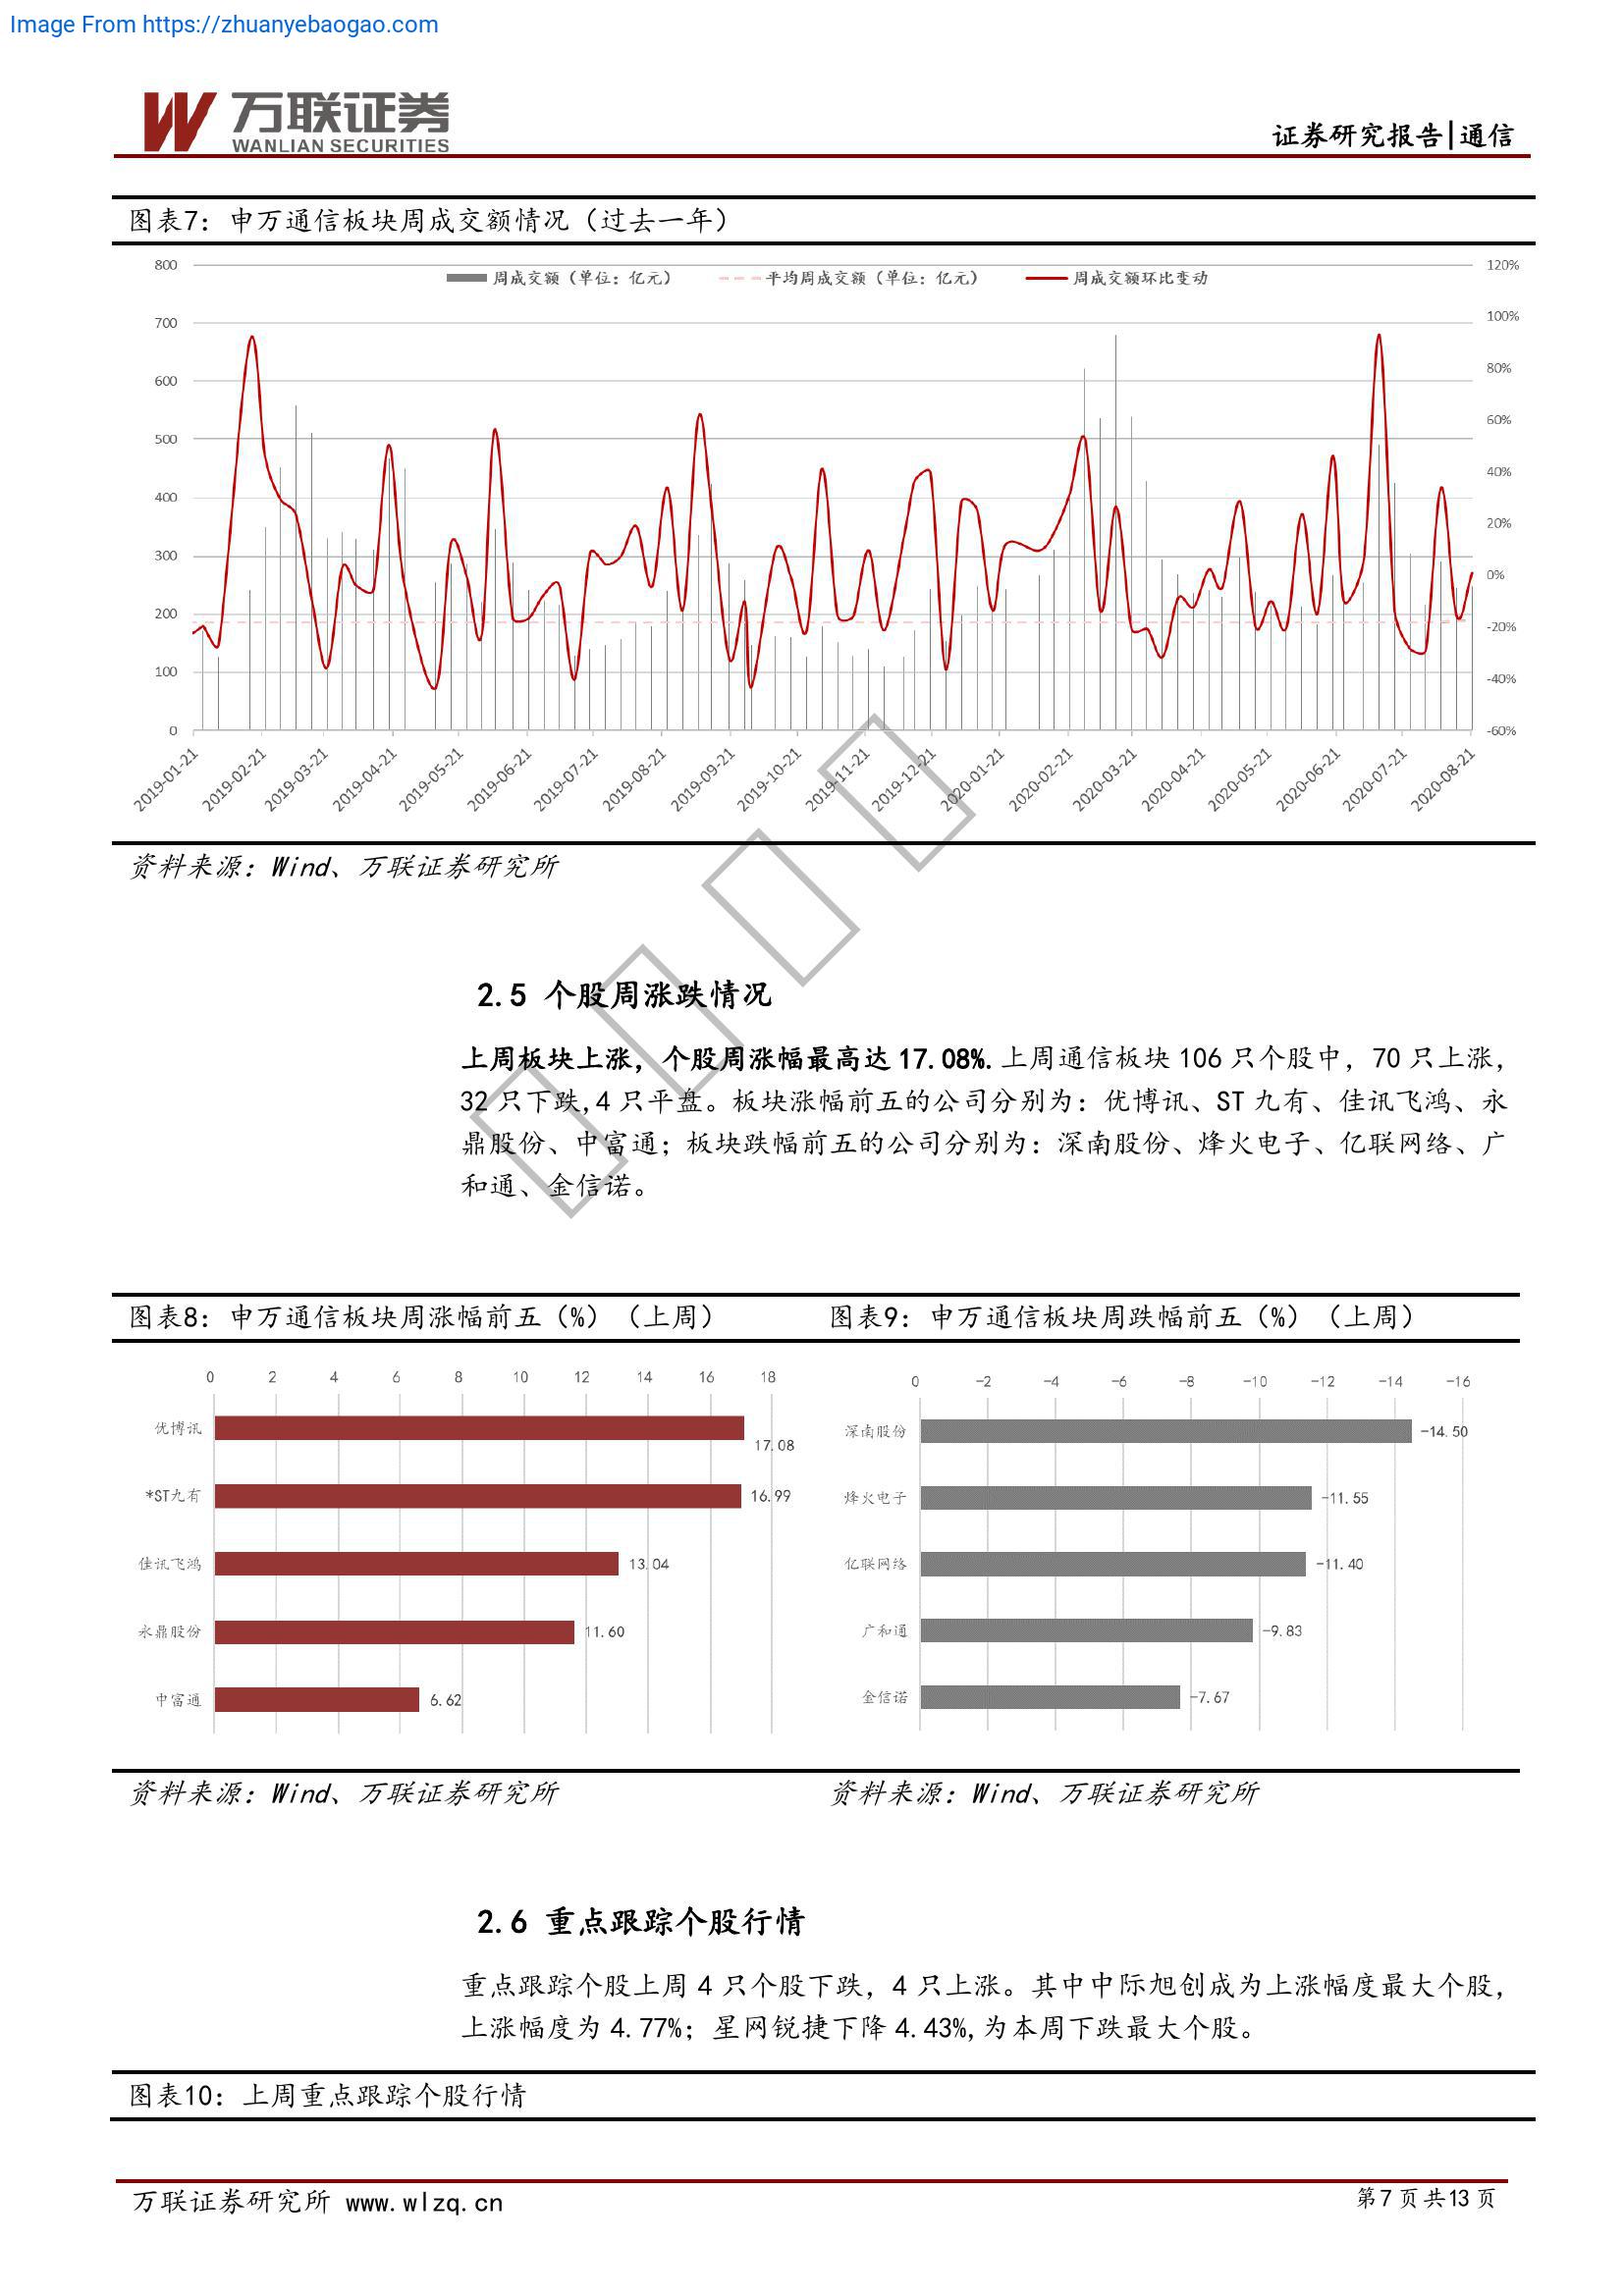 Image From https://zhuanyebaogao.com
万联证券
WANLIAN SECURITIES
证券研究报告|通信
图表7：申万通信板块周成交额情况（过去一年）
周成交额（单位：亿元） 平均周成交额（单位：亿元） 周成交额环比变动
800 120%
700 100%
600 80%
500 60%
400 40%
300 20%
200 0%
100 -20%
0 -40%
-60%
2019-01-21 2019-02-21 2019-03-21 2019-04-21 2019-05-21 2019-06-21 2019-07-21 2019-08-21 2019-09-21 2019-10-21 2019-11-21 2019-12-21 2020-01-21 2020-02-21 2020-03-21 2020-04-21 2020-05-21 2020-06-21 2020-07-21 2020-08-21
资料来源：Wind、万联证券研究所
2.5 个股周涨跌情况
上周板块上涨，个股周涨幅最高达 17.08%.上周通信板块 106 只个股中，70 只上涨，
32 只下跌,4 只平盘。板块涨幅前五的公司分别为：优博讯、ST 九有、佳讯飞鸿、永
鼎股份、中富通；板块跌幅前五的公司分别为：深南股份、烽火电子、亿联网络、广
和通、金信诺。
图表8：申万通信板块周涨幅前五（%）（上周）
0 2 4 6 8 10 12 14 16 18
优博讯 17.08
*ST九有 16.99
佳讯飞鸿 13.04
永鼎股份 11.60
中富通 6.62
资料来源：Wind、万联证券研究所
图表9：申万通信板块周跌幅前五（%）（上周）
0 -2 -4 -6 -8 -10 -12 -14 -16
深南股份 -14.50
烽火电子 -11.55
亿联网络 -11.40
广和通 -9.83
金信诺 -7.67
资料来源：Wind、万联证券研究所
2.6 重点跟踪个股行情
重点跟踪个股上周 4 只个股下跌，4 只上涨。其中中际旭创成为上涨幅度最大个股，
上涨幅度为 4.77%；星网锐捷下降 4.43%,为本周下跌最大个股。
图表10：上周重点跟踪个股行情
万联证券研究所 www.wlzq.cn
第 7 页 共 13 页